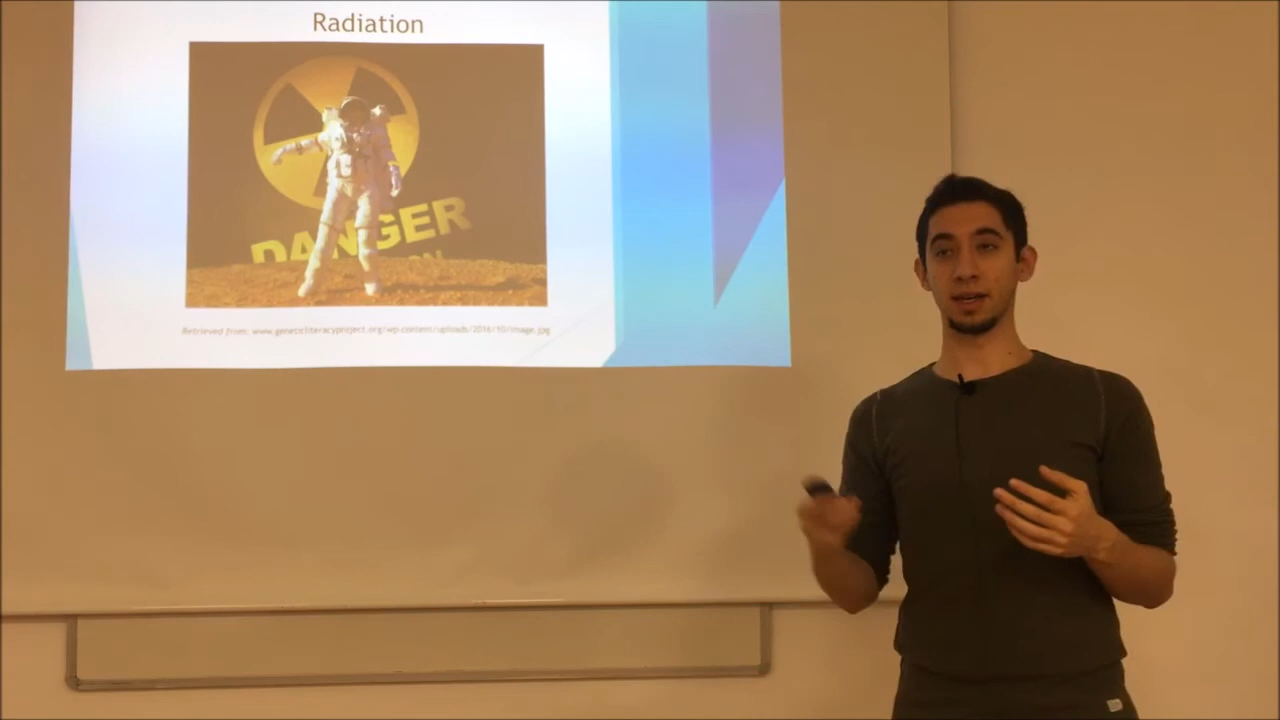 Radiation
DANGER
Retrieved from: www.geneticliteracyproject.org/wp-content/uploads/2016/10/image.jpg